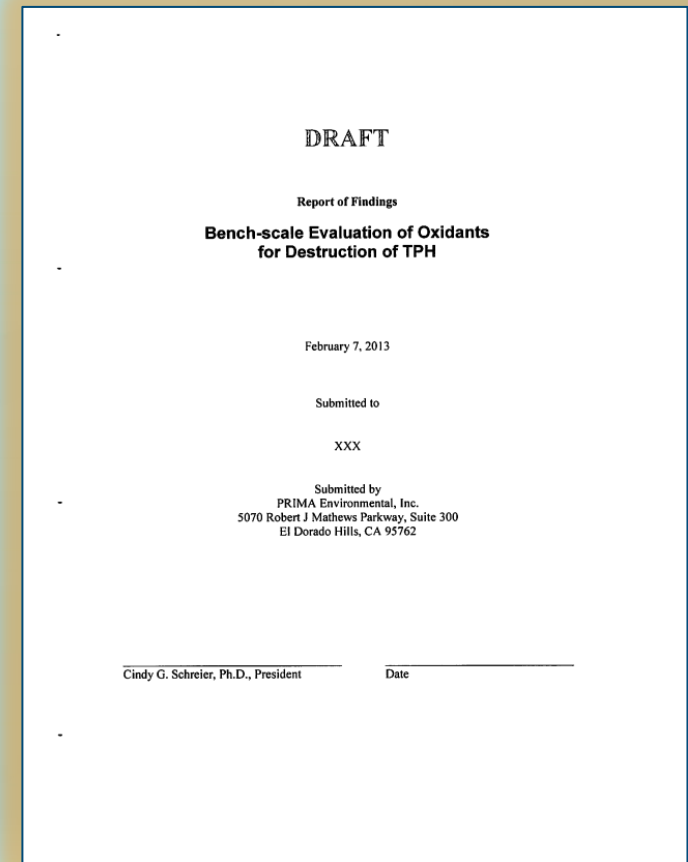 DRAFT
Report of Findings
Bench-scale Evaluation of Oxidants
for Destruction of TPH
February 7, 2013
Submitted to
XXX
Submitted by
PRIMA Environmental, Inc.
5070 Robert J Mathews Parkway, Suite 300
El Dorado Hills, CA 95762
Cindy G. Schreier, Ph.D., President Date